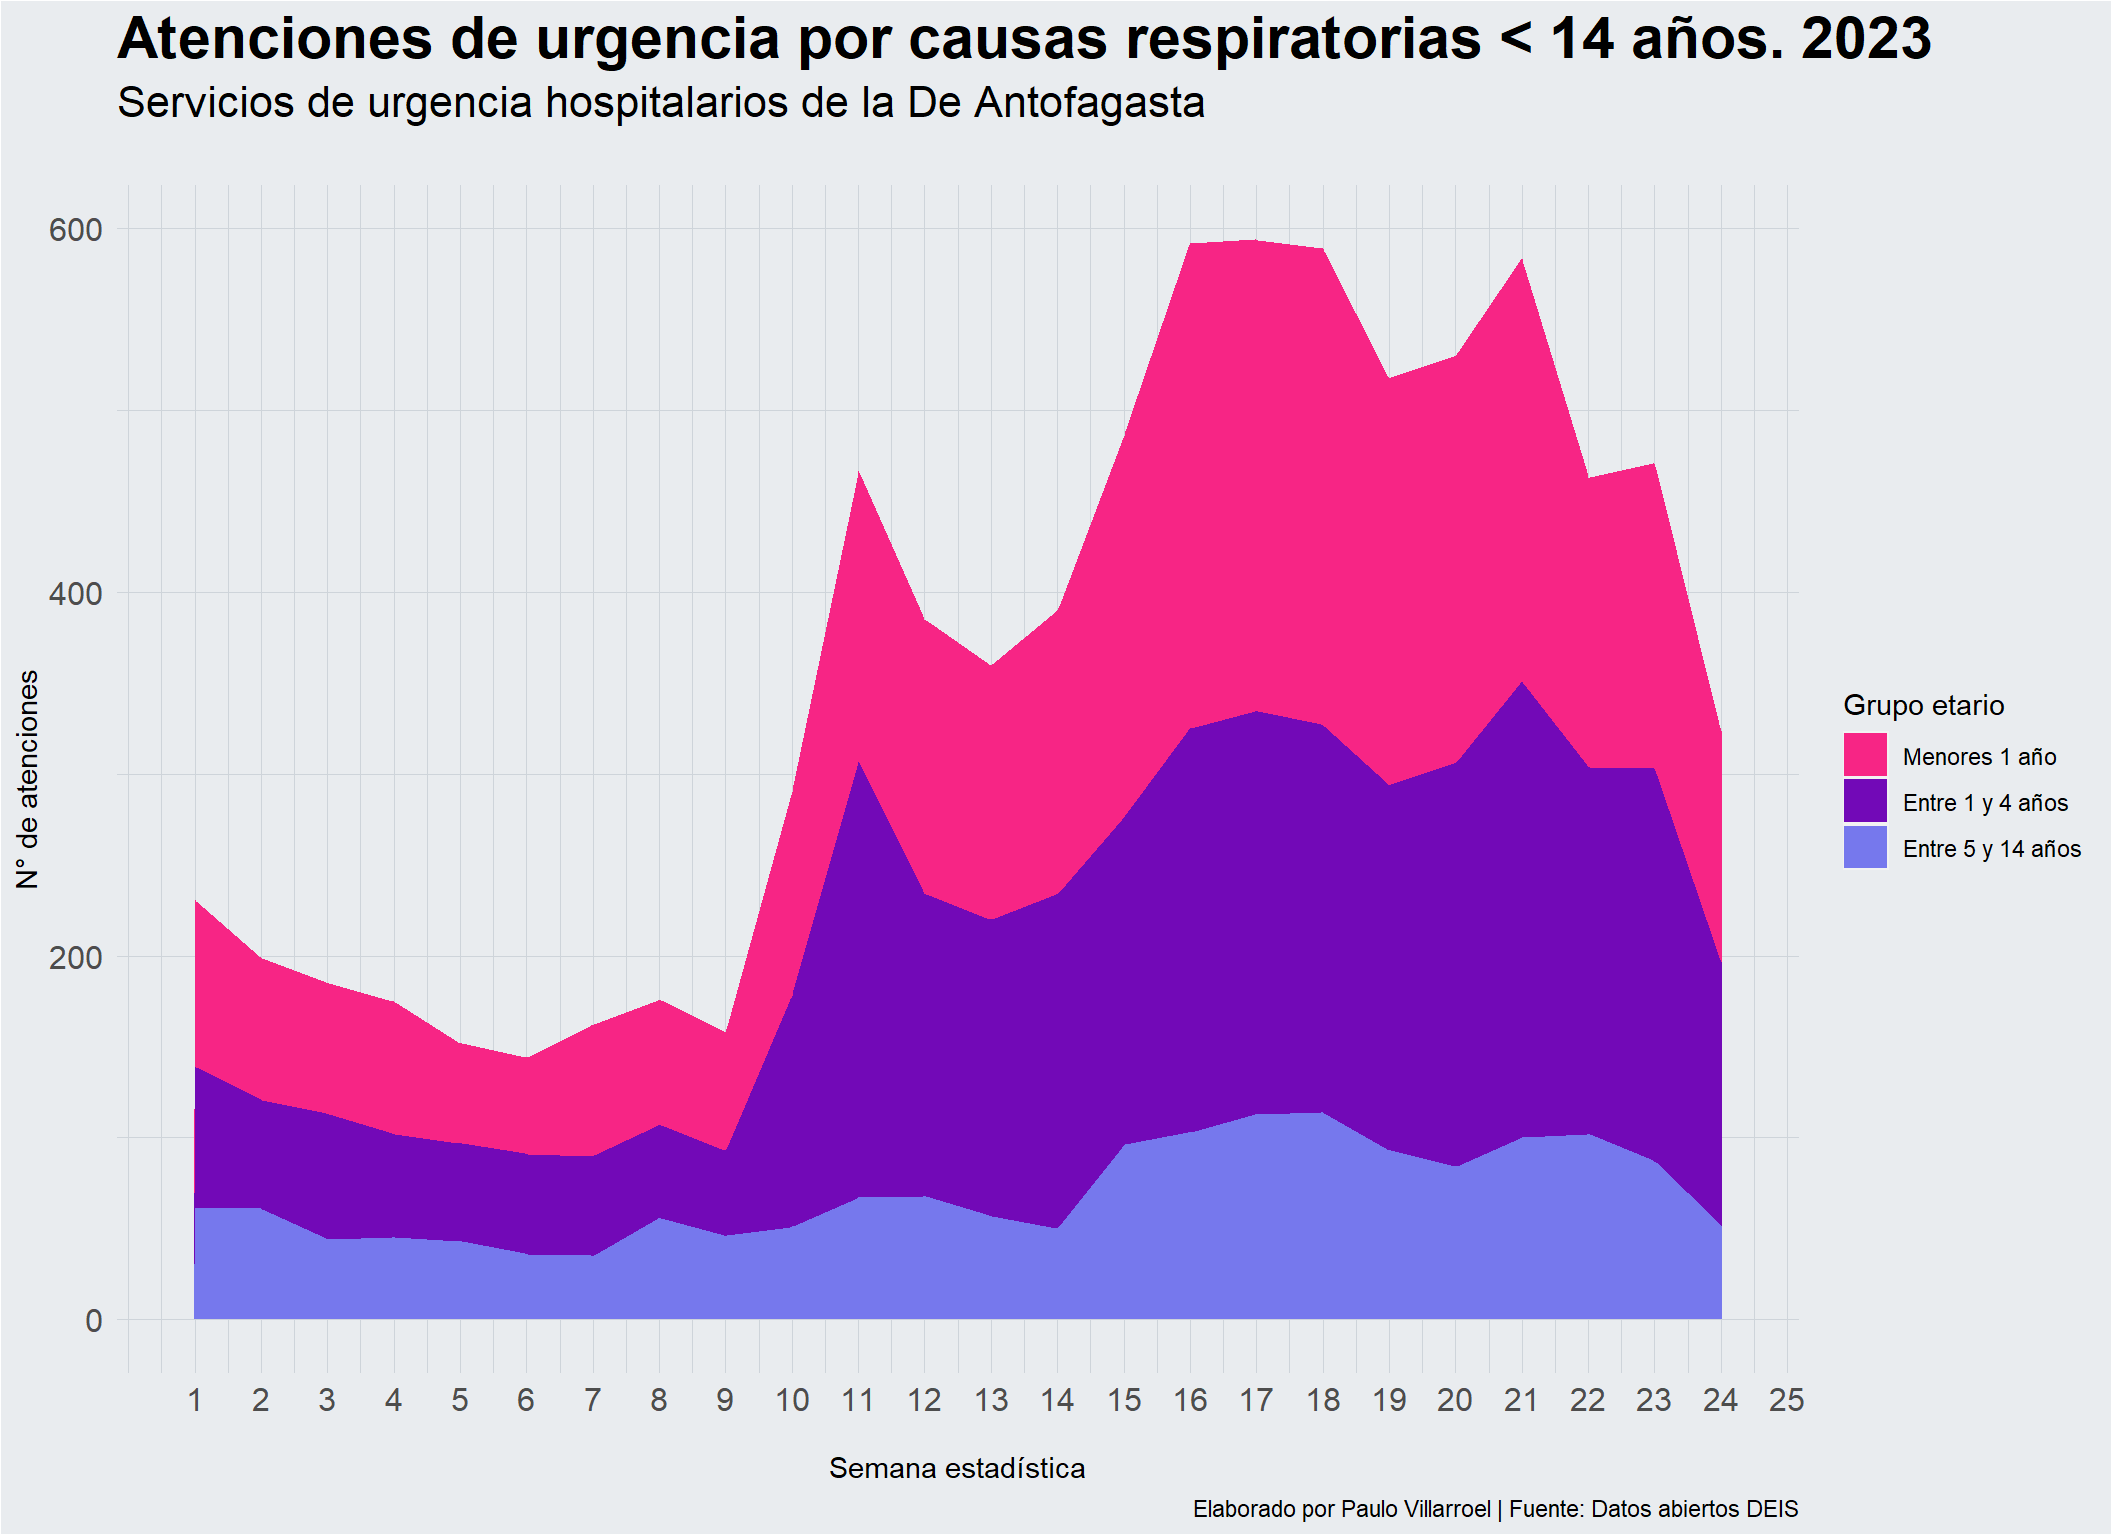 Atenciones de urgencia por causas respiratorias < 14 años. 2023
Servicios de urgencia hospitalarios de la De Antofagasta
600
400
200
0
N° de atenciones
1 2 3 4 5 6 7 8 9 10 11 12 13 14 15 16 17 18 19 20 21 22 23 24 25
Semana estadística
Grupo etario
Menores 1 año
Entre 1 y 4 años
Entre 5 y 14 años
Elaborado por Paulo Villarroel | Fuente: Datos abiertos DEIS